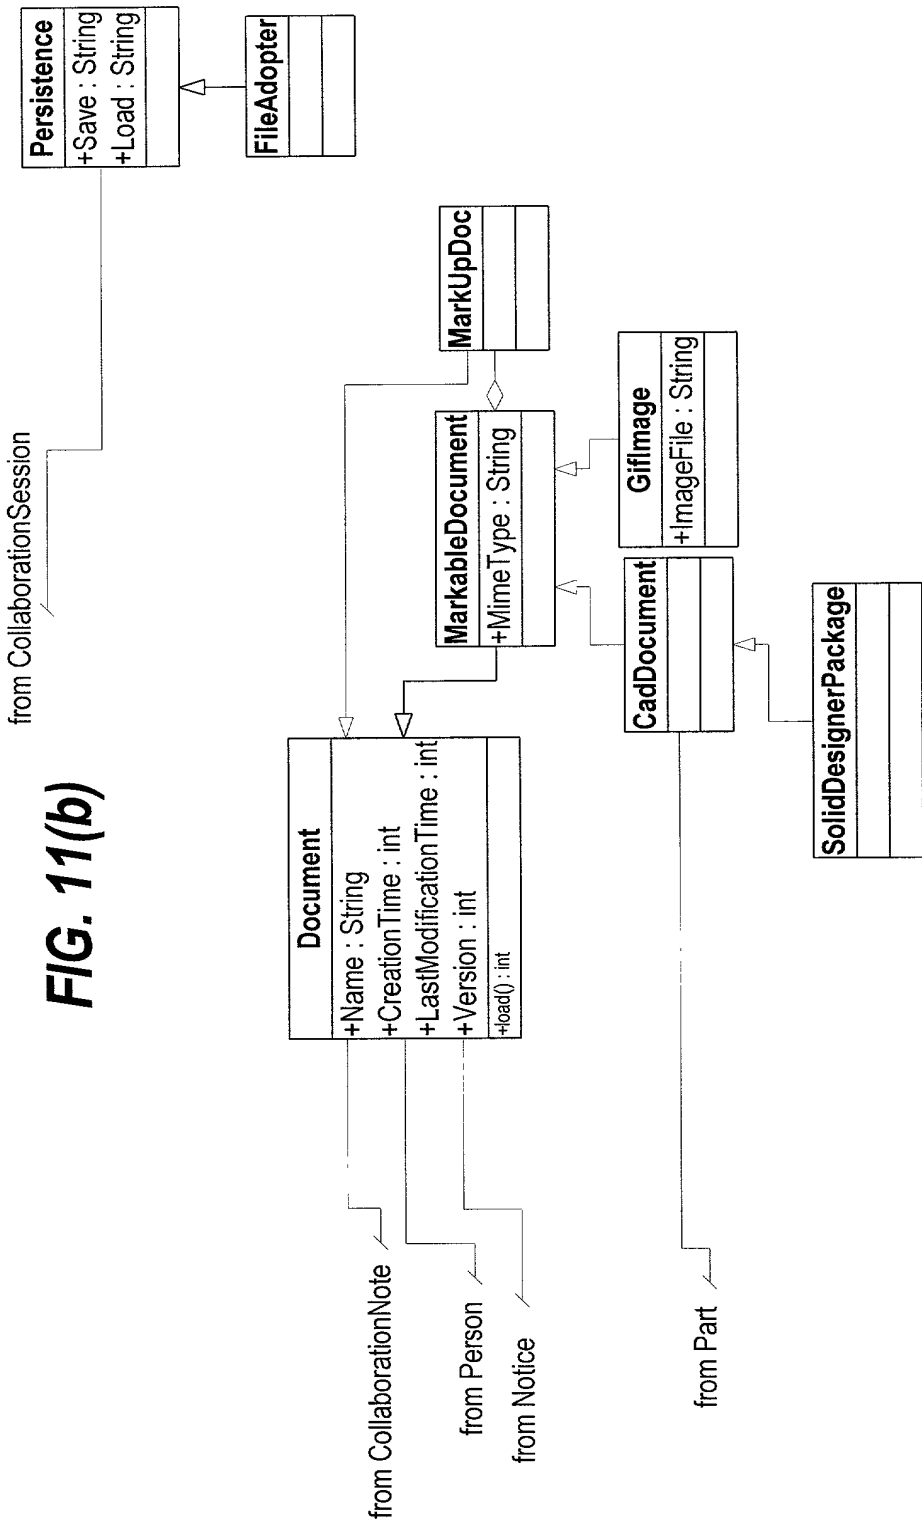 FIG. 11(b)
from CollaborationSession
Persistence
+Save : String
+Load : String
FileAdopter
Document
+Name : String
+CreationTime : int
+LastModificationTime : int
+Version : int
+load() : int
MarkUpDoc
MarkableDocument
+MimeType : String
GifImage
+ImageFile : String
CadDocument
SolidDesignerPackage
from CollaborationNote
from Person
from Notice
from Part